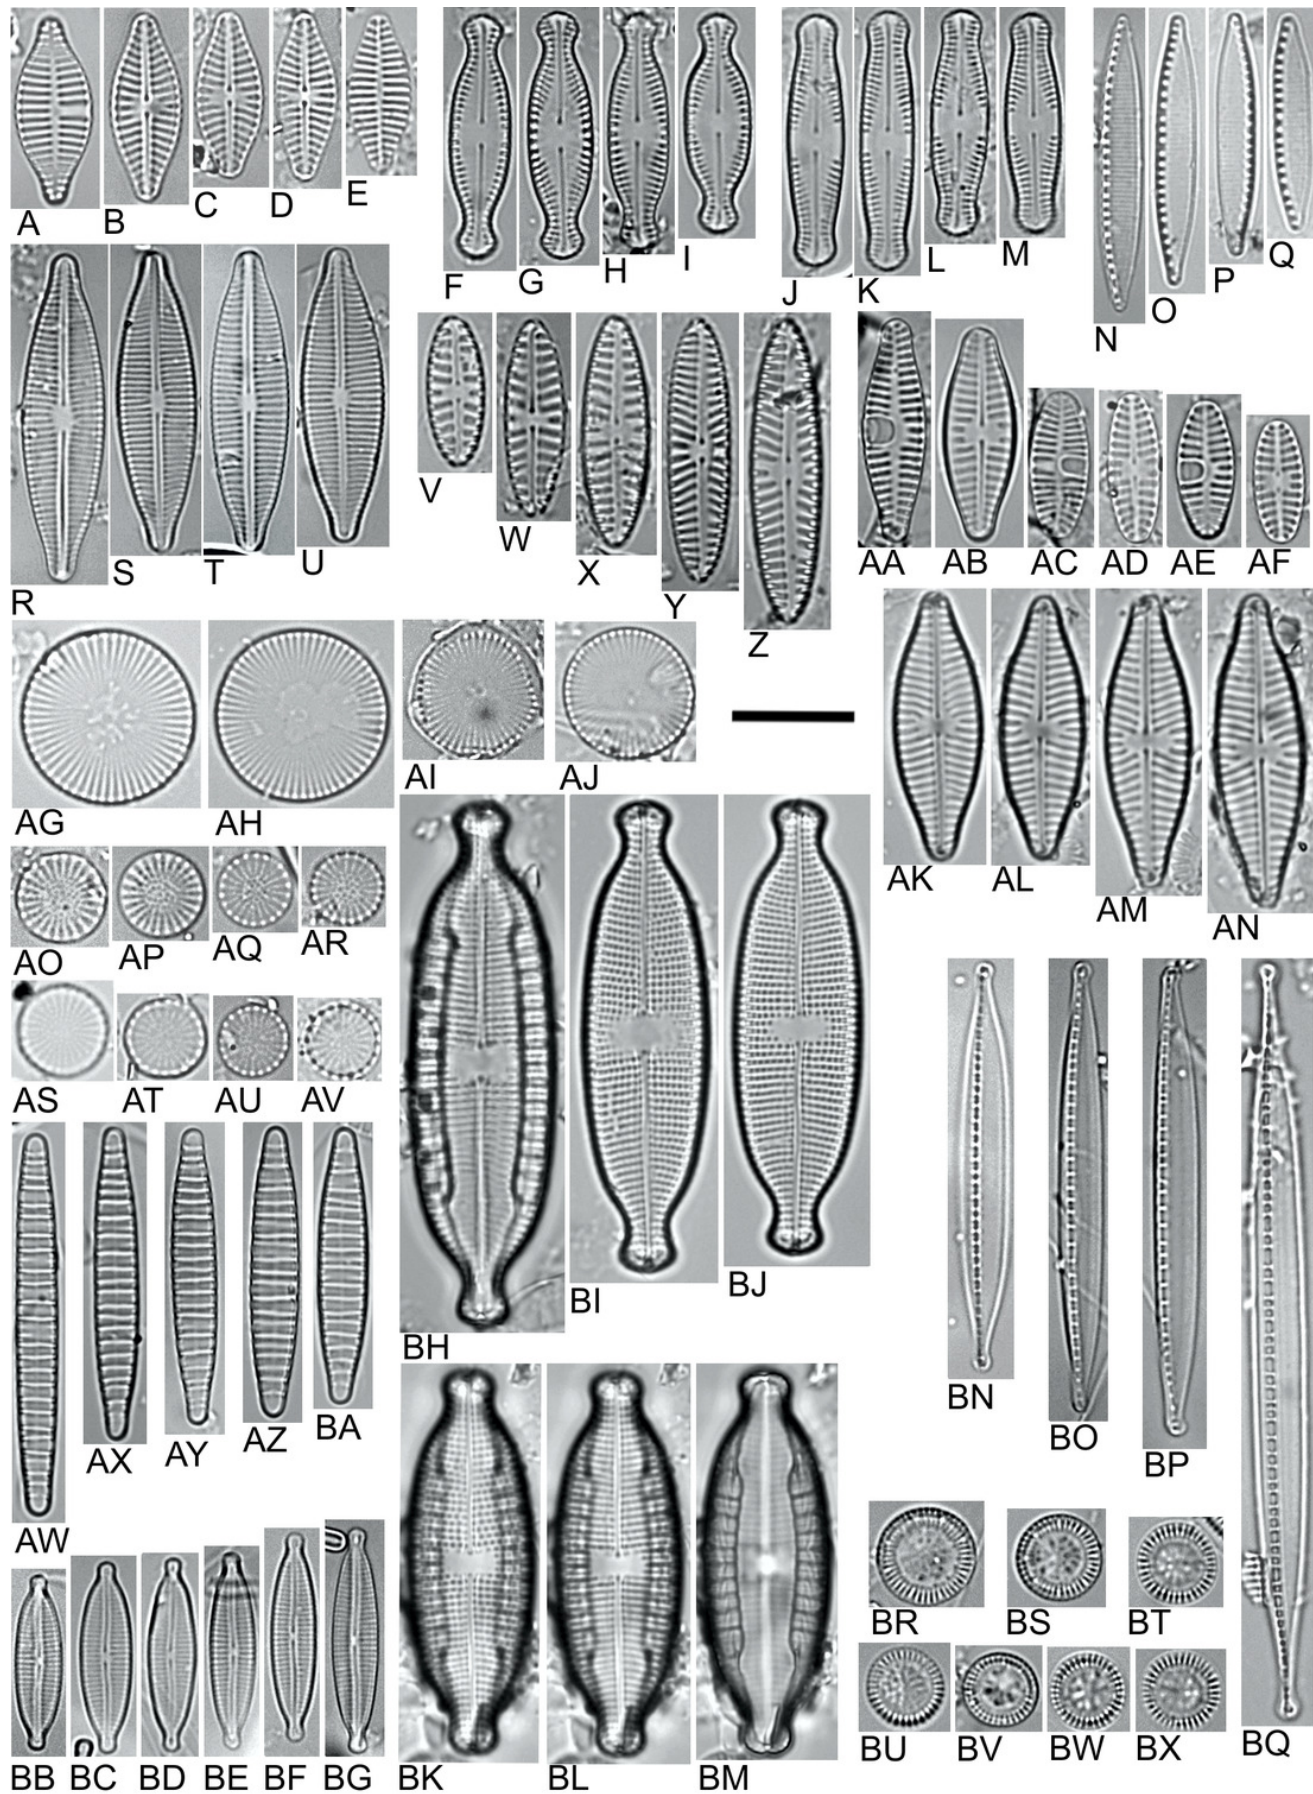 A B C D E
F G H I
J K L M
N O P Q
R S T U
V W X Y Z
AA AB AC AD AE AF
AG AH AI AJ
AK AL AM AN
AO AP AQ AR
AS AT AU AV
AW AX AY AZ BA
BB BC BD BE BF BG
BH BI BJ
BK BL BM
BN BO BP BQ
BR BS BT
BU BV BW BX